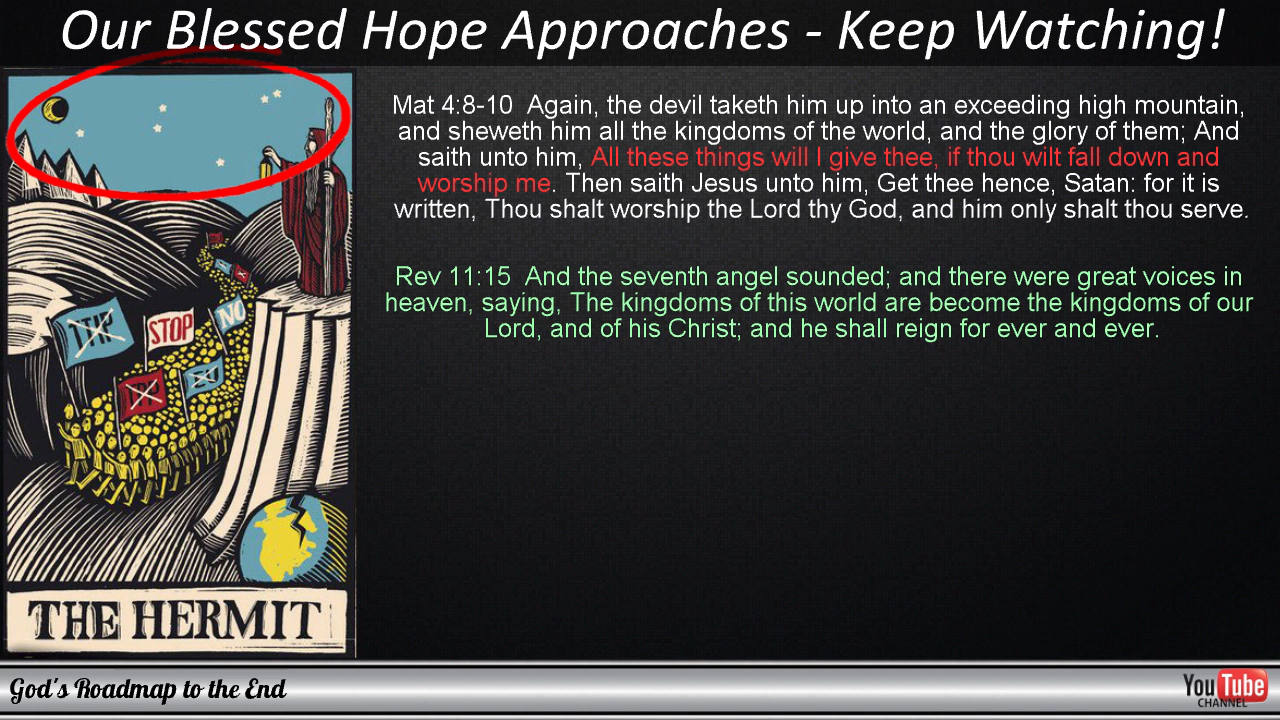 Our Blessed Hope Approaches - Keep Watching!
Mat 4:8-10 Again, the devil taketh him up into an exceeding high mountain,
and sheweth him all the kingdoms of the world, and the glory of them; And
saith unto him, All these things will I give thee, if thou wilt fall down and
worship me. Then saith Jesus unto him, Get thee hence, Satan: for it is
written, Thou shalt worship the Lord thy God, and him only shalt thou serve.
Rev 11:15 And the seventh angel sounded; and there were great voices in
heaven, saying, The kingdoms of this world are become the kingdoms of our
Lord, and of his Christ; and he shall reign for ever and ever.
TTIP
STOP
NO
EU
THE HERMIT
God's Roadmap to the End
YouTube
CHANNEL